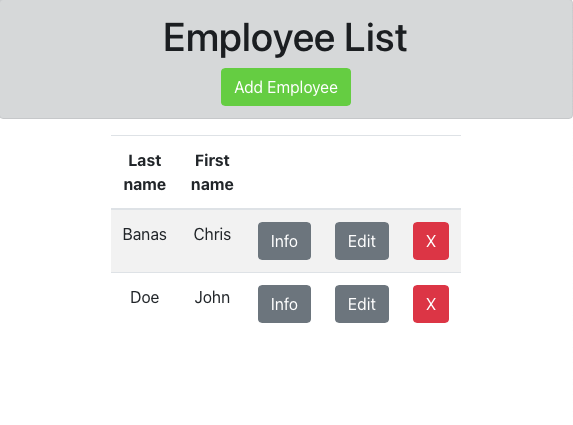 Employee List
Add Employee
Last name
First name
Banas Chris Info Edit X
Doe John Info Edit X